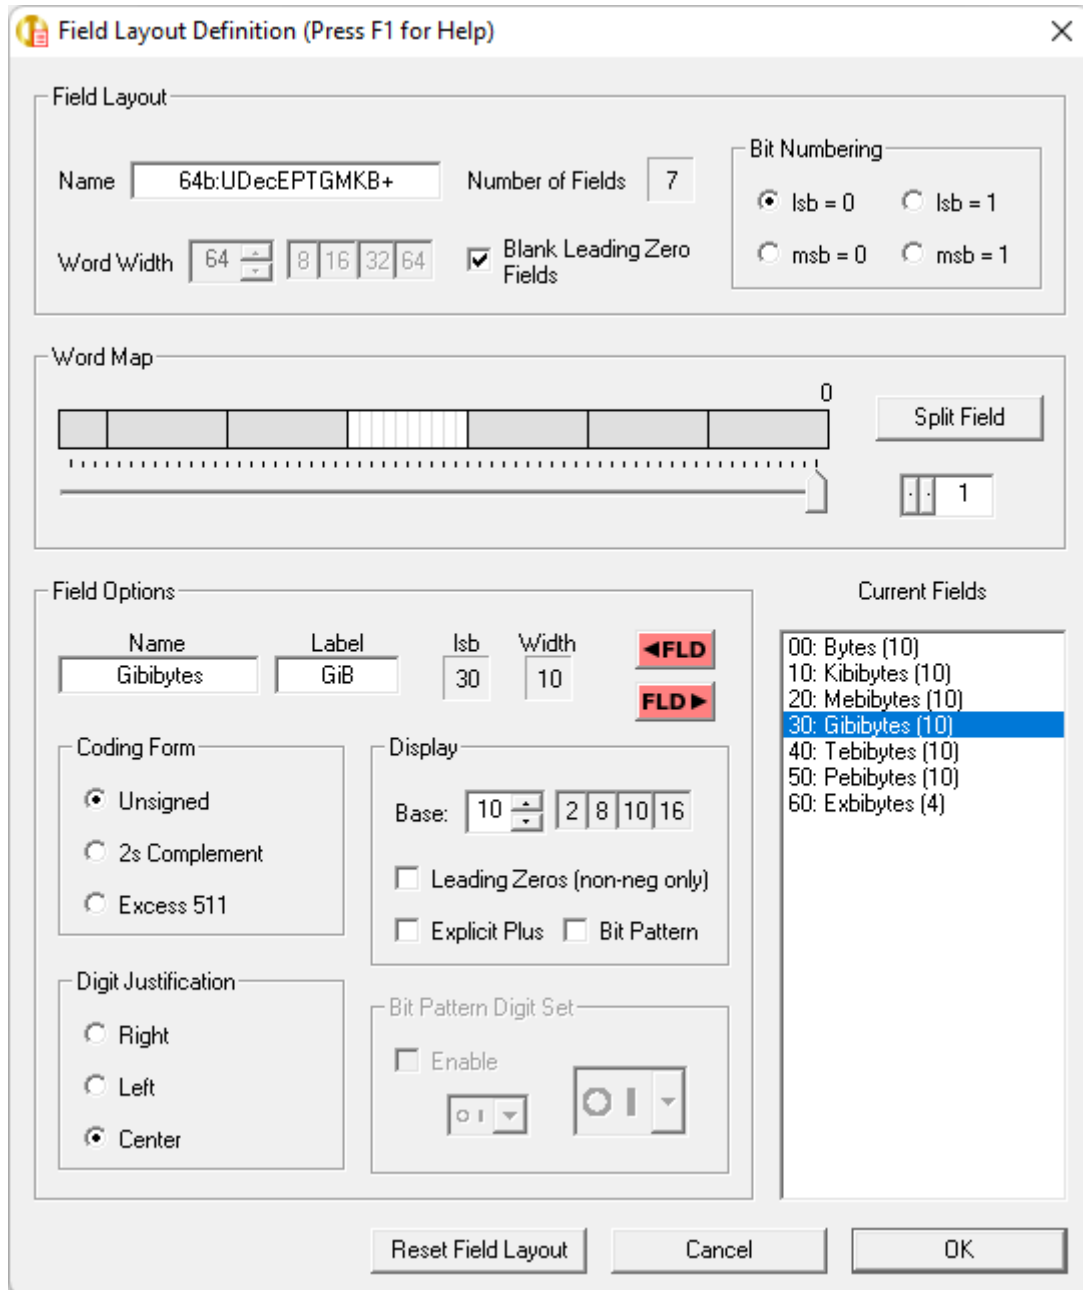 Field Layout Definition (Press F1 for Help)
Field Layout
Name 64b:UDecEPTGMKB+ Number of Fields 7
Word Width 64 8 16 32 64 Blank Leading Zero Fields
Bit Numbering
lsb = 0 lsb = 1
msb = 0 msb = 1
Word Map
0
Split Field
1
Field Options
Name Label lsb Width
Gibibytes GiB 30 10
◄FLD
FLD►
Coding Form
Unsigned
2s Complement
Excess 511
Display
Base: 10 2 8 10 16
Leading Zeros (non-neg only)
Explicit Plus Bit Pattern
Digit Justification
Right
Left
Center
Bit Pattern Digit Set
Enable
O I
O I
Current Fields
00: Bytes (10)
10: Kibibytes (10)
20: Mebibytes (10)
30: Gibibytes (10)
40: Tebibytes (10)
50: Pebibytes (10)
60: Exbibytes (4)
Reset Field Layout Cancel OK